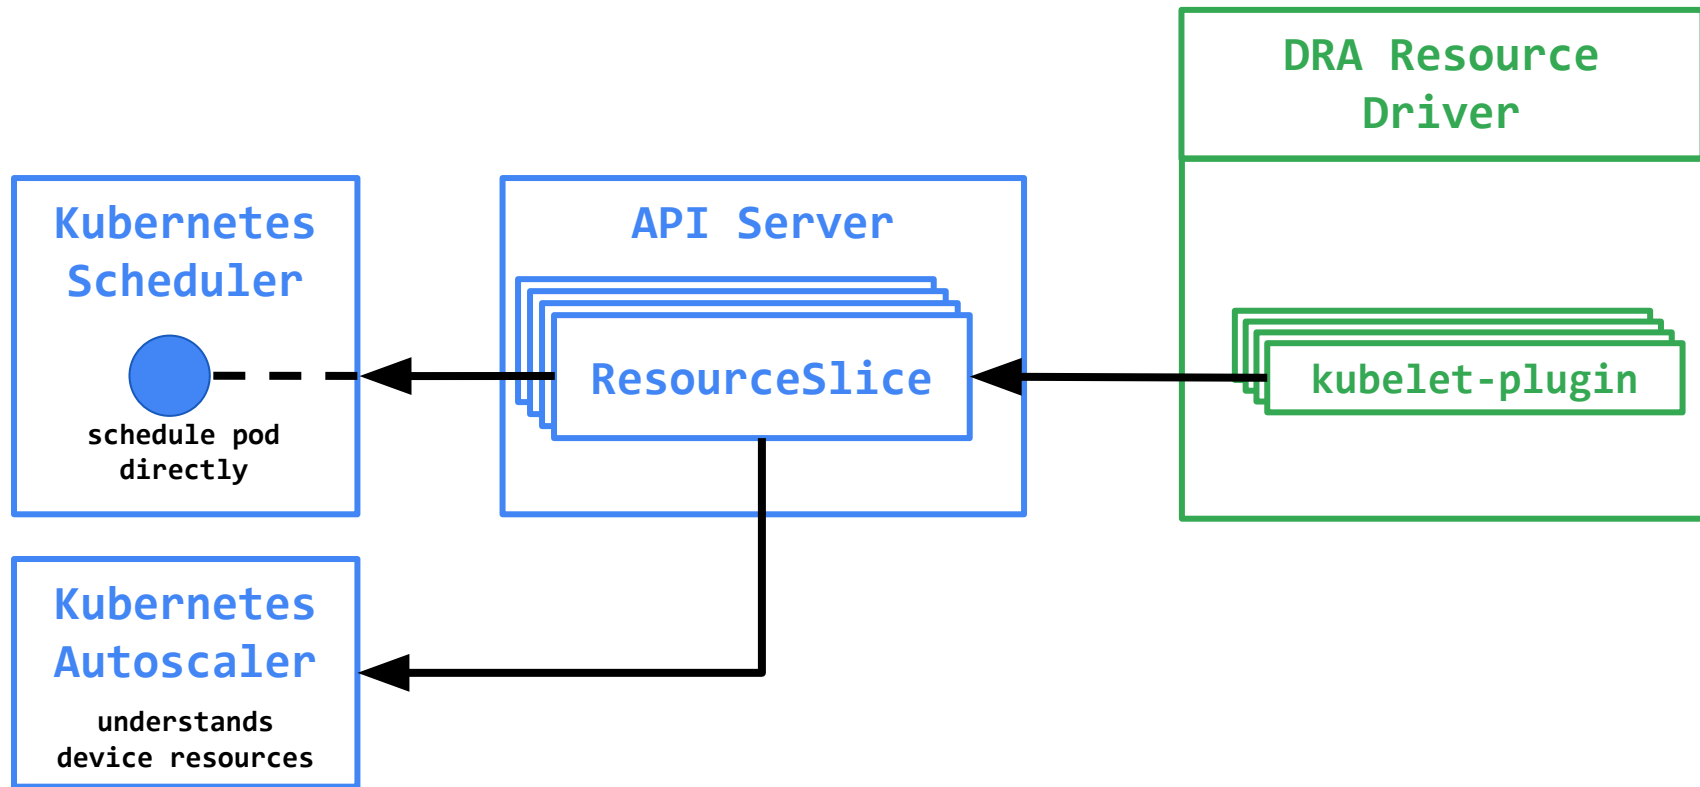 DRA Resource
Driver
Kubernetes
Scheduler
schedule pod
directly
API Server
ResourceSlice
kubelet-plugin
Kubernetes
Autoscaler
understands
device resources